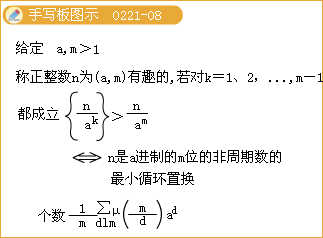 手写板图示 0221-08
给定 a,m>1
称正整数n为(a,m)有趣的,若对k=1、2，...,m-1
都成立 {n/a^k}>n/a^m
⇔ n是a进制的m位的非周期数的
最小循环置换
个数 1/m ∑_{d|m} μ(m/d) a^d